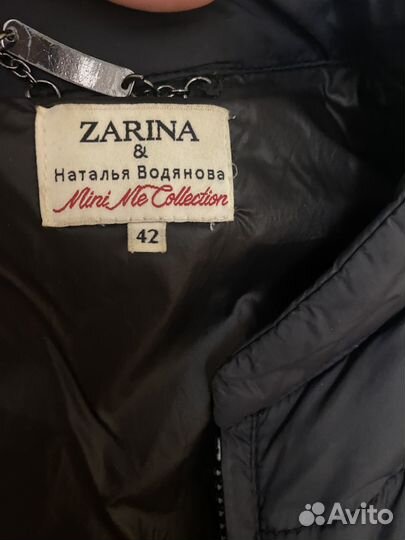 ZARINA
&
Наталья Водянова
Mini Me Collection
42
Avito